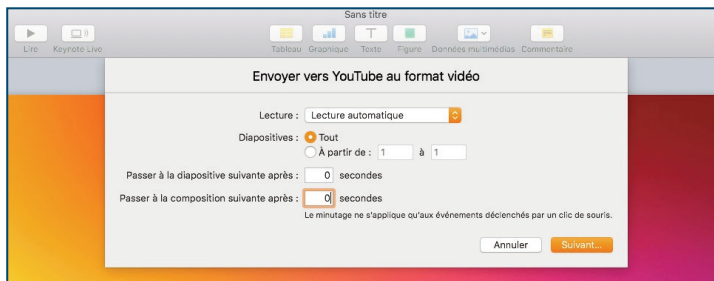 Sans titre
Lire Keynote Live Tableau Graphique Texte Figure Données multimédias Commentaire
Envoyer vers YouTube au format vidéo
Lecture : Lecture automatique
Diapositives : Tout
À partir de : 1 à 1
Passer à la diapositive suivante après : 0 secondes
Passer à la composition suivante après : 0 secondes
Le minutage ne s'applique qu'aux événements déclenchés par un clic de souris.
Annuler Suivant...